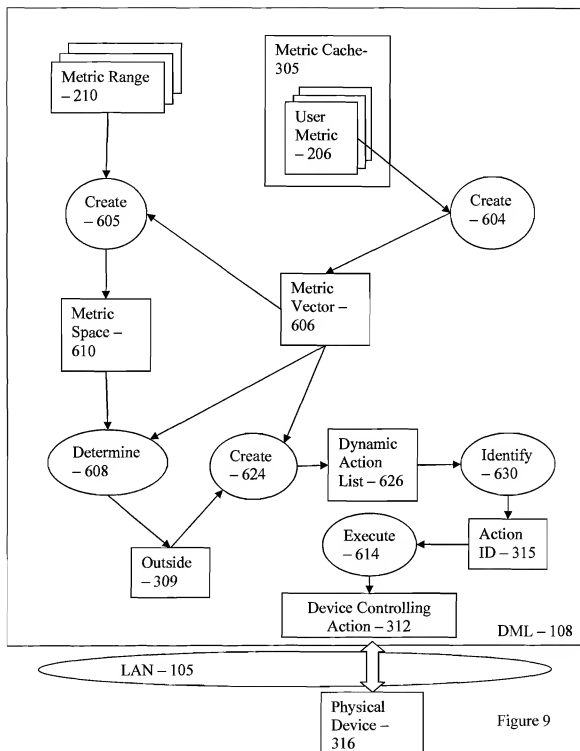 Metric Range
– 210
Metric Cache-
305
User
Metric
– 206
Create
– 605
Create
– 604
Metric
Vector –
606
Metric
Space –
610
Determine
– 608
Create
– 624
Dynamic
Action
List – 626
Identify
– 630
Execute
– 614
Action
ID – 315
Outside
– 309
Device Controlling
Action – 312
DML – 108
LAN – 105
Physical
Device –
316
Figure 9